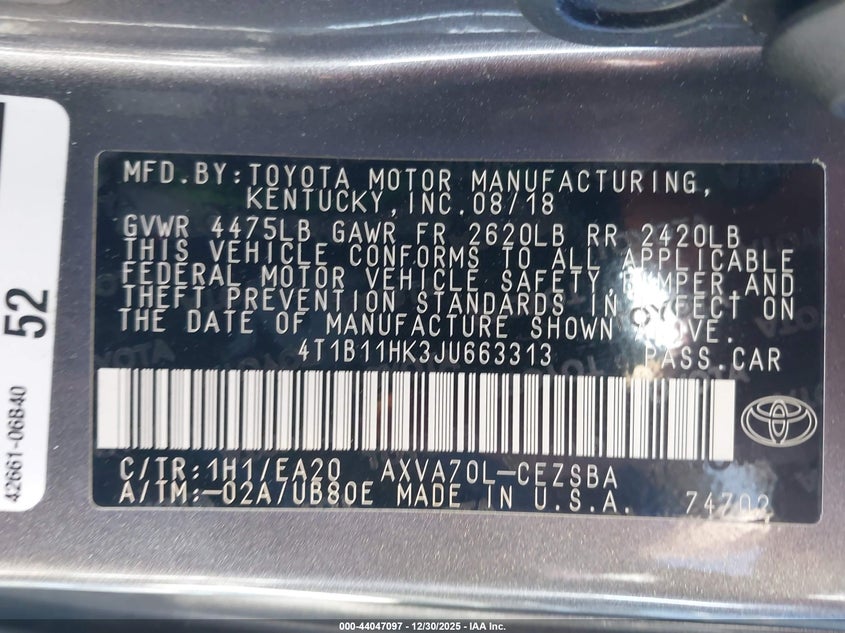 MFD.BY:TOYOTA MOTOR MANUFACTURING,
KENTUCKY,INC.08/18
GVWR 4475LB GAWR FR 2620LB RR 2420LB
THIS VEHICLE CONFORMS TO ALL APPLICABLE
FEDERAL MOTOR VEHICLE SAFETY,BUMPER,AND
THEFT PREVENTION STANDARDS IN EFFECT ON
THE DATE OF MANUFACTURE SHOWN ABOVE.
4T1B11HK3JU663313 PASS.CAR
C/TR:1H1/EA20 AXVA70L-CEZSBA
A/TM:-02A/UB80E MADE IN U.S.A. 74702
52
42661-06840
000-44047097 - 12/30/2025 - IAA, Inc.